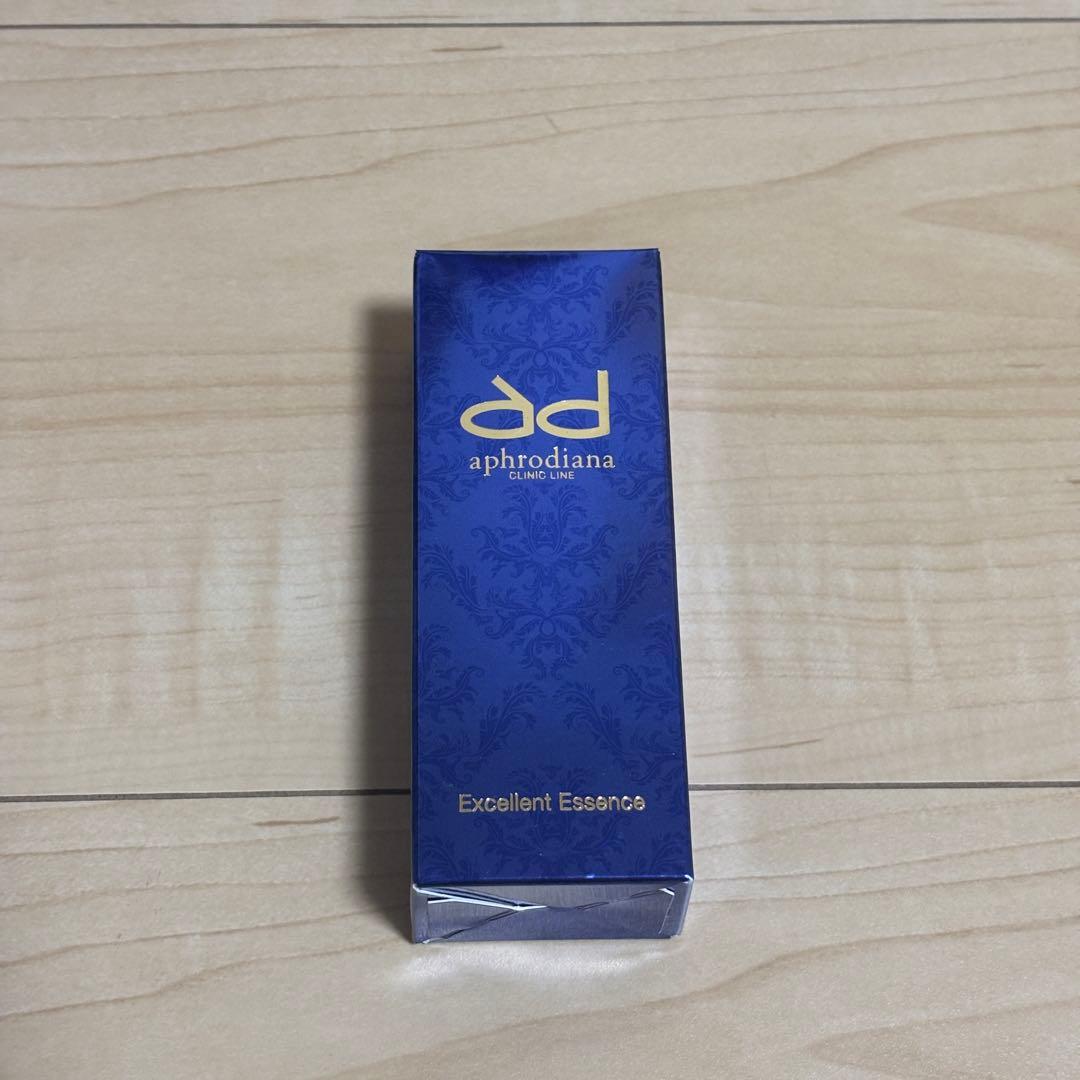 ad
aphrodiana
CLINIC LINE
Excellent Essence